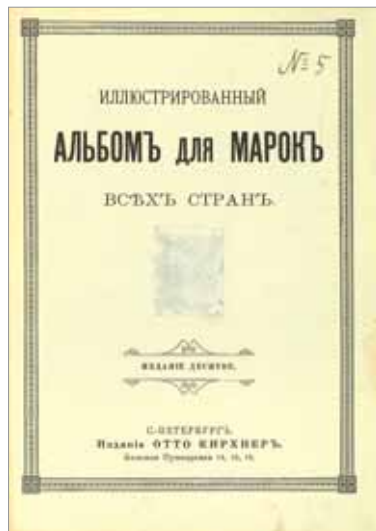 № 5
ИЛЛЮСТРИРОВАННЫЙ
АЛЬБОМЪ для МАРОКЪ
ВСѢХЪ СТРАНЪ.
ИЗДАНІЕ ДЕСЯТОЕ.
С.-ПЕТЕРБУРГЪ.
Изданіе ОТТО КИРХНЕРЪ.
Большая Пушкарская